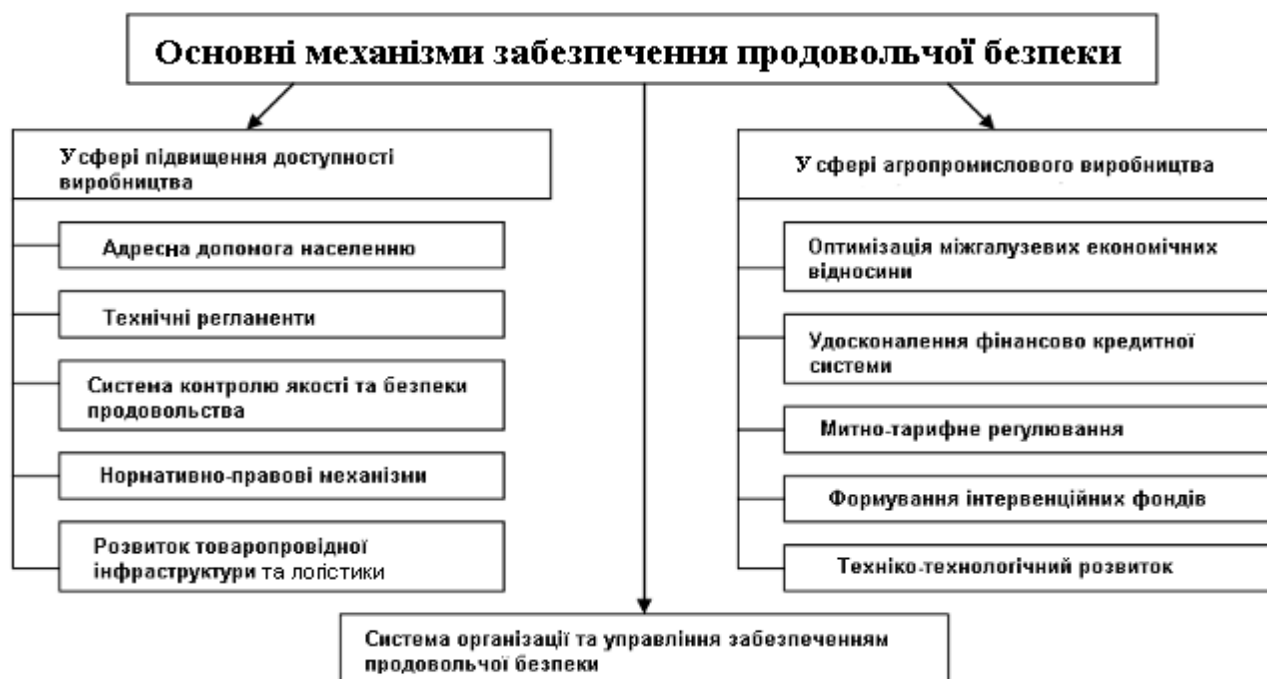 Основні механізми забезпечення продовольчої безпеки
У сфері підвищення доступності
виробництва
Адресна допомога населенню
Технічні регламенти
Система контролю якості та безпеки
продовольства
Нормативно-правові механізми
Розвиток товаропровідної
інфраструктури та логістики
У сфері агропромислового виробництва
Оптимізація міжгалузевих економічних
відносини
Удосконалення фінансово кредитної
системи
Митно-тарифне регулювання
Формування інтервенційних фондів
Техніко-технологічний розвиток
Система організації та управління забезпеченням
продовольчої безпеки